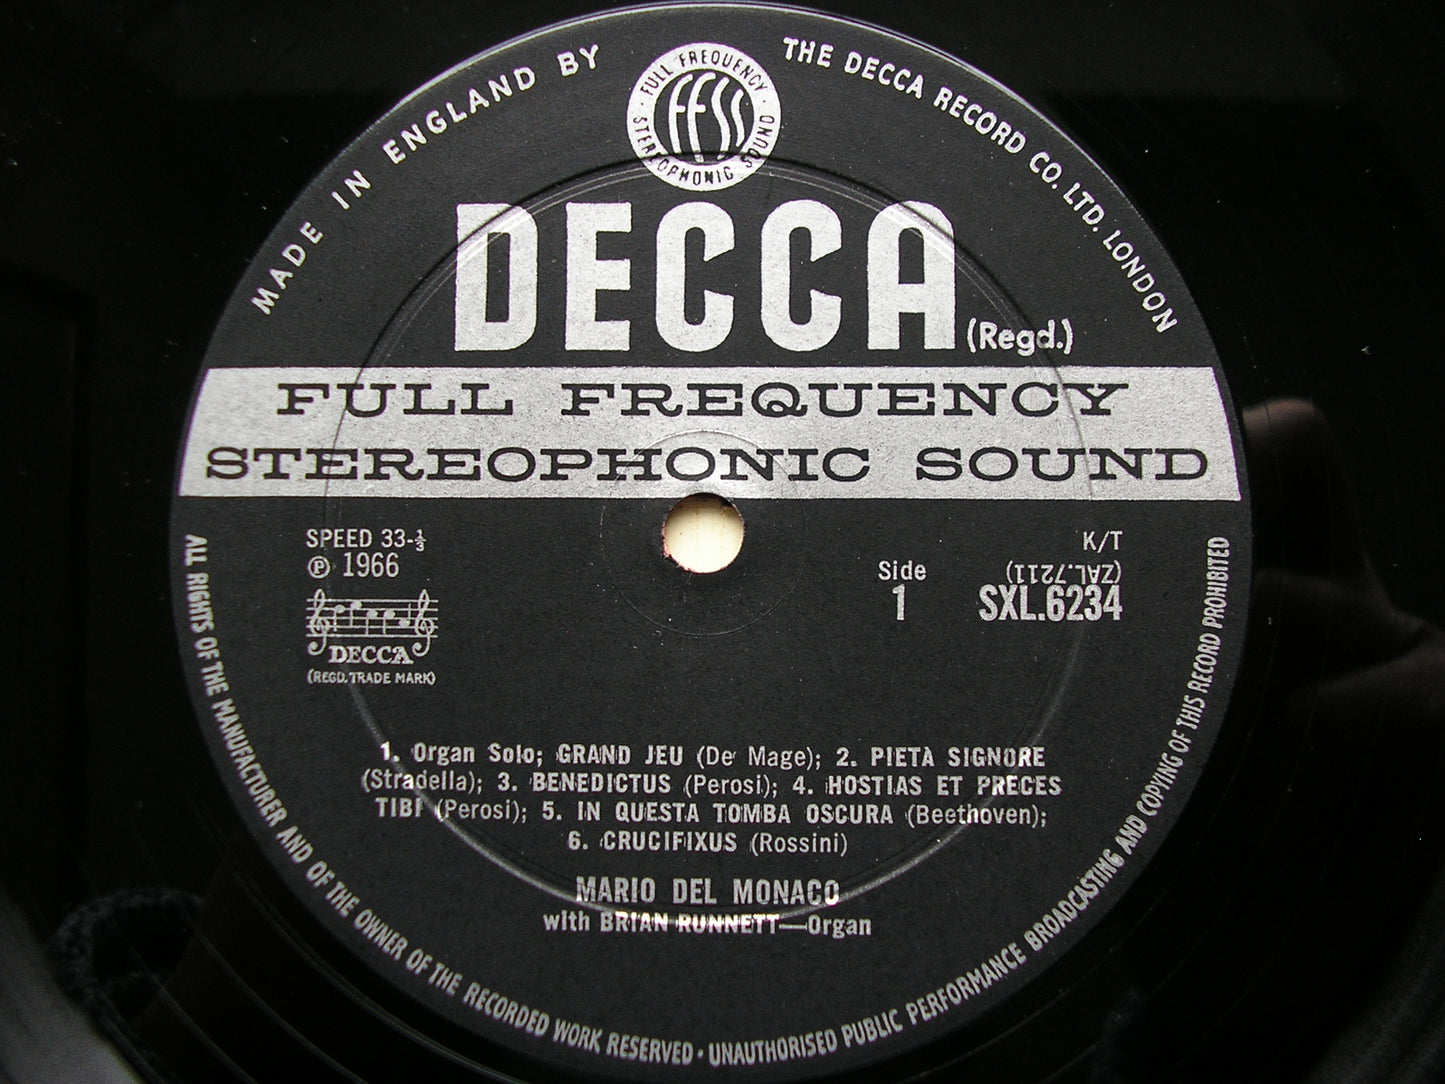 MADE IN ENGLAND BY
THE DECCA RECORD CO. LTD. LONDON
FULL FREQUENCY
FFSS
STEREOPHONIC SOUND
DECCA
(Regd.)
FULL FREQUENCY
STEREOPHONIC SOUND
SPEED 33-⅓
℗ 1966
DECCA
(REGD. TRADE MARK)
K/T
Side
1
(ZAL.7211)
SXL.6234
1. Organ Solo; GRAND JEU (De Mage); 2. PIETÀ SIGNORE
(Stradella); 3. BENEDICTUS (Perosi); 4. HOSTIAS ET PRECES
TIBI (Perosi); 5. IN QUESTA TOMBA OSCURA (Beethoven);
6. CRUCIFIXUS (Rossini)
MARIO DEL MONACO
with BRIAN RUNNETT—Organ
ALL RIGHTS OF THE MANUFACTURER AND OF THE OWNER OF THE RECORDED WORK RESERVED · UNAUTHORISED PUBLIC PERFORMANCE BROADCASTING AND COPYING OF THIS RECORD PROHIBITED